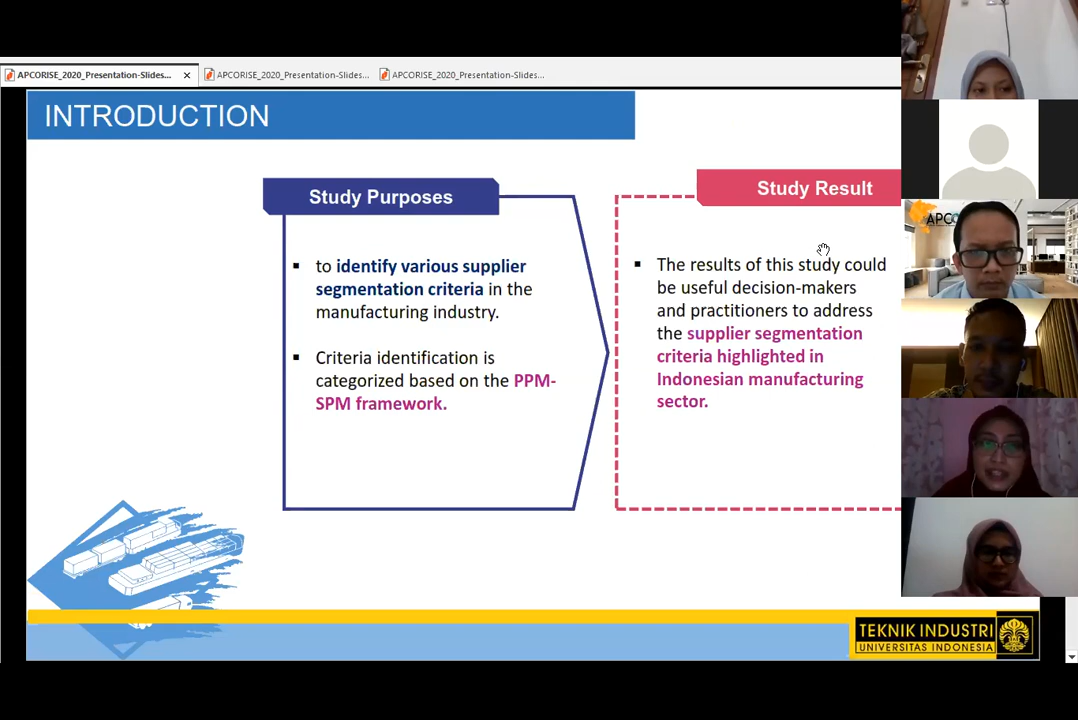 APCORISE_2020_Presentation-Slides...
APCORISE_2020_Presentation-Slides...
APCORISE_2020_Presentation-Slides...
INTRODUCTION
Study Purposes
▪ to identify various supplier
segmentation criteria in the
manufacturing industry.
▪ Criteria identification is
categorized based on the PPM-
SPM framework.
Study Result
▪ The results of this study could
be useful decision-makers
and practitioners to address
the supplier segmentation
criteria highlighted in
Indonesian manufacturing
sector.
TEKNIK INDUSTRI
UNIVERSITAS INDONESIA